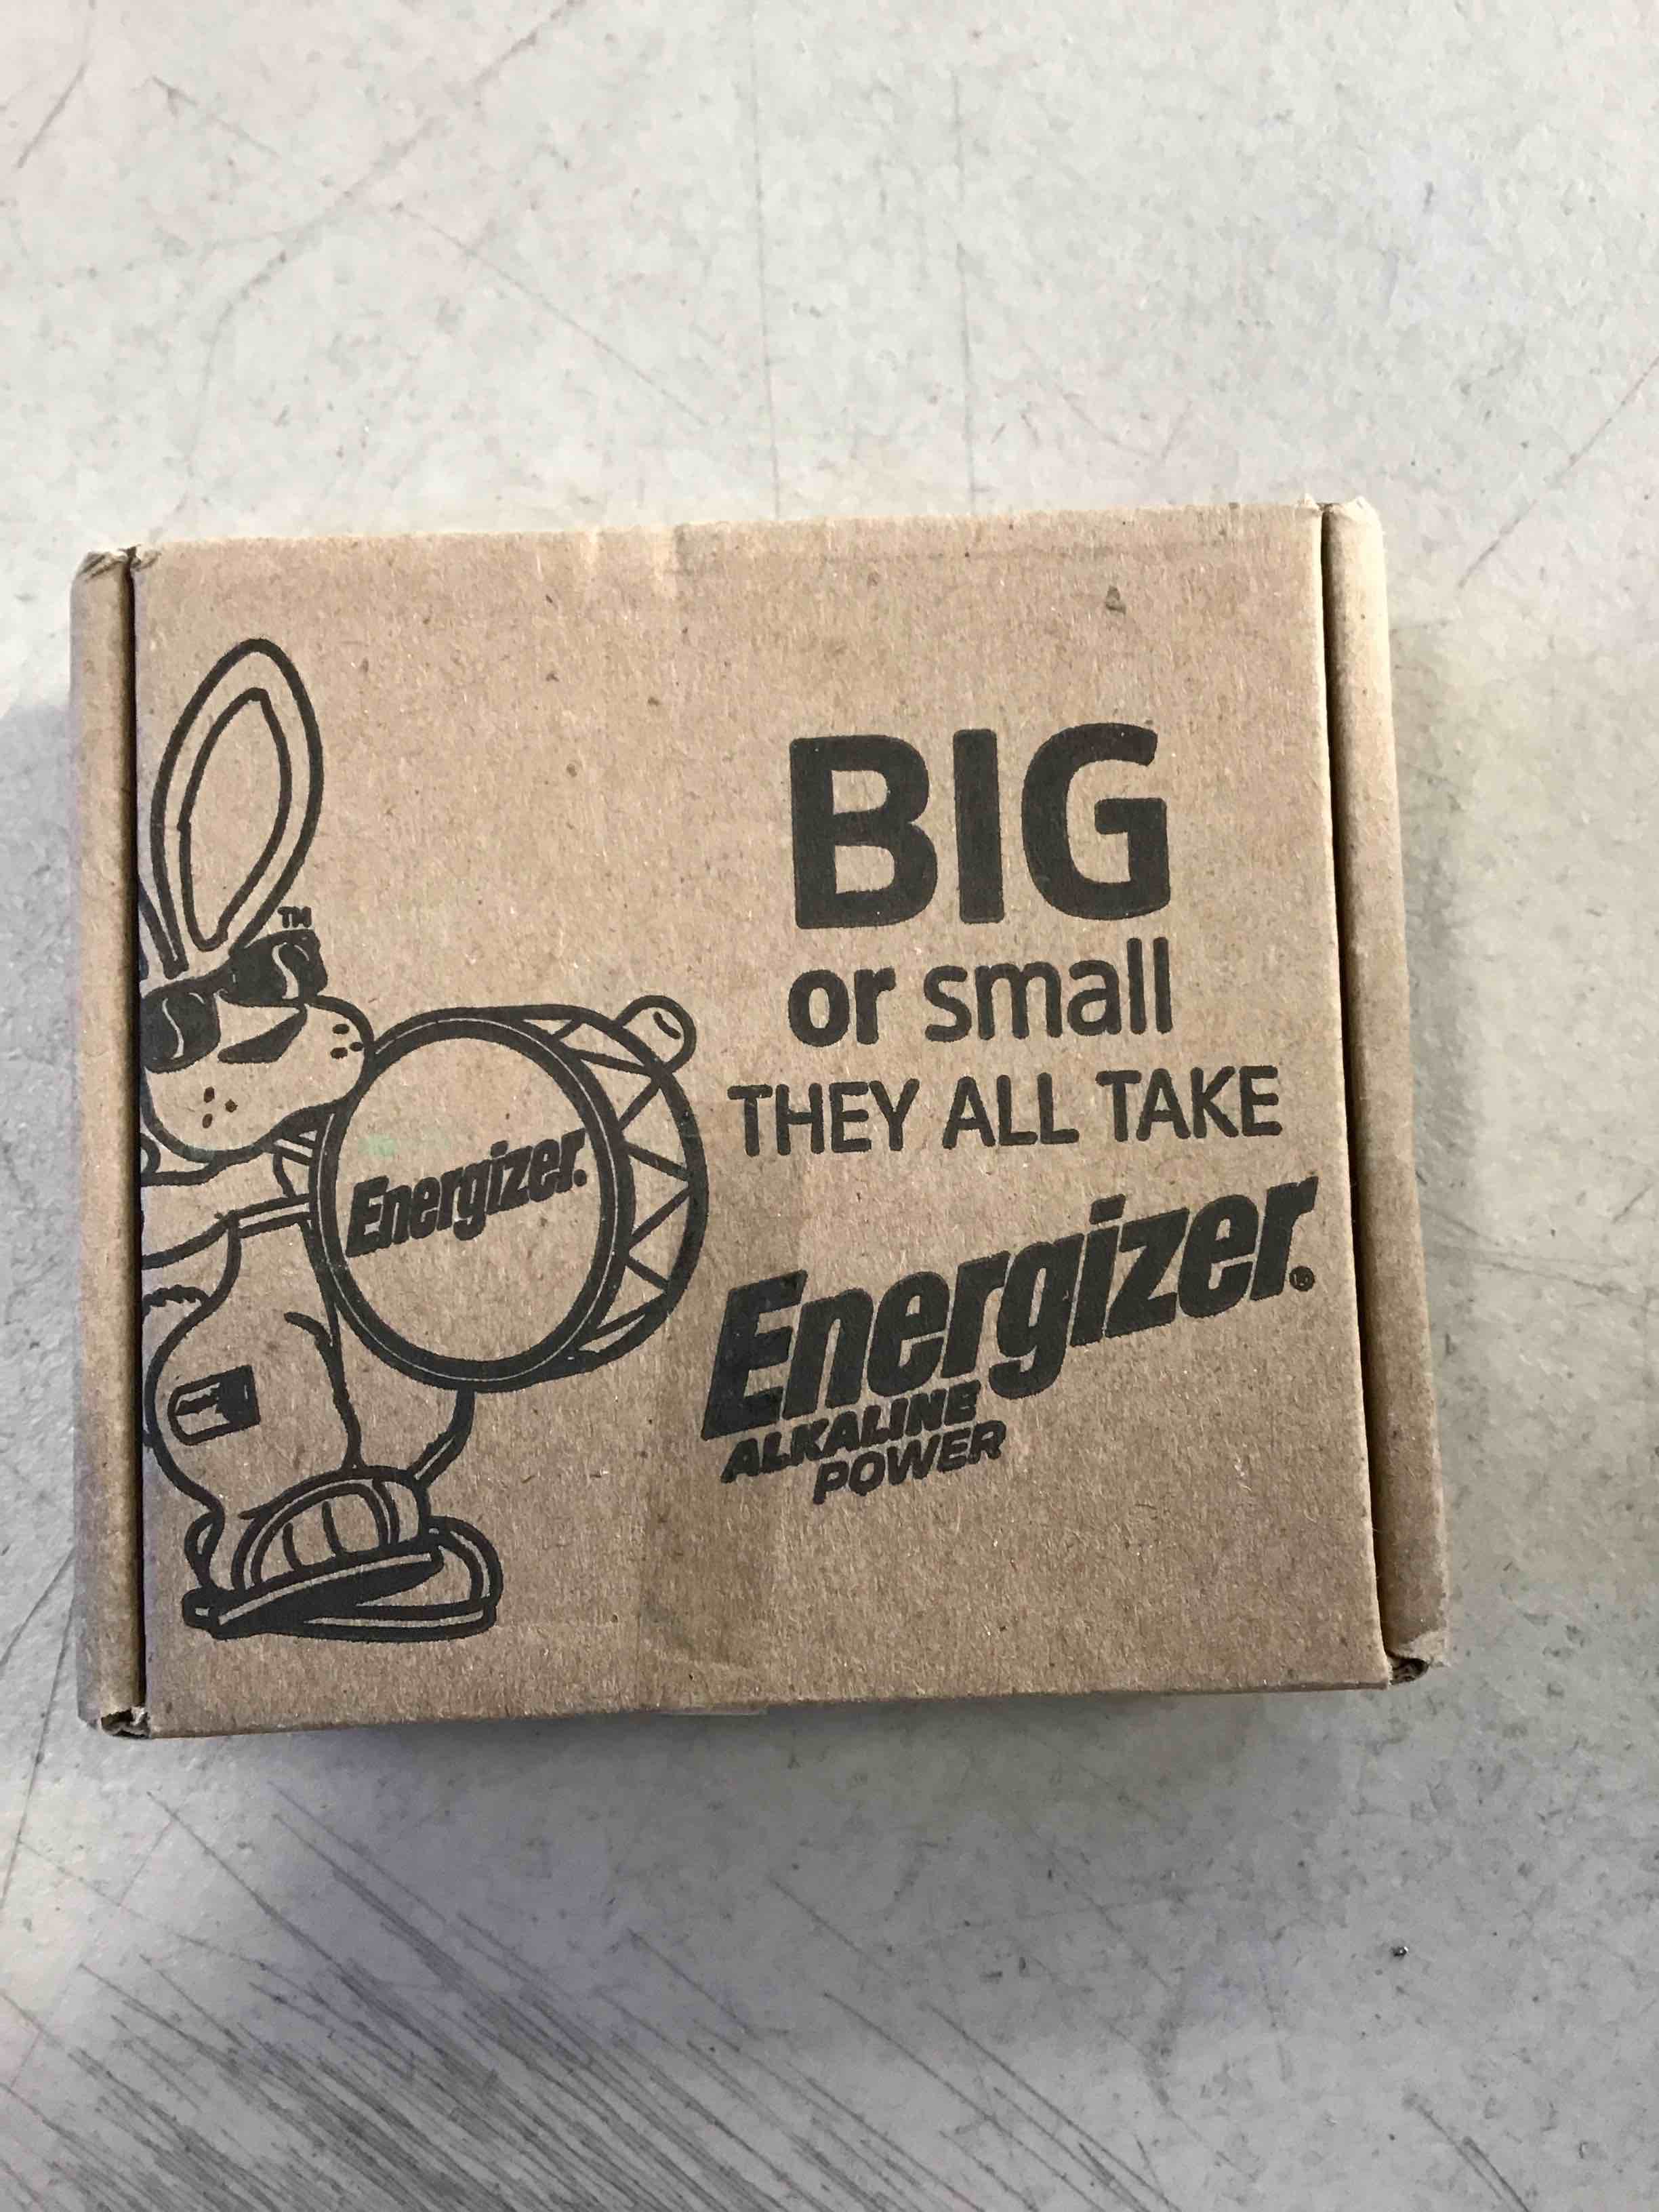 TM
Energizer.
BIG
or small
THEY ALL TAKE
Energizer.®
ALKALINE
POWER